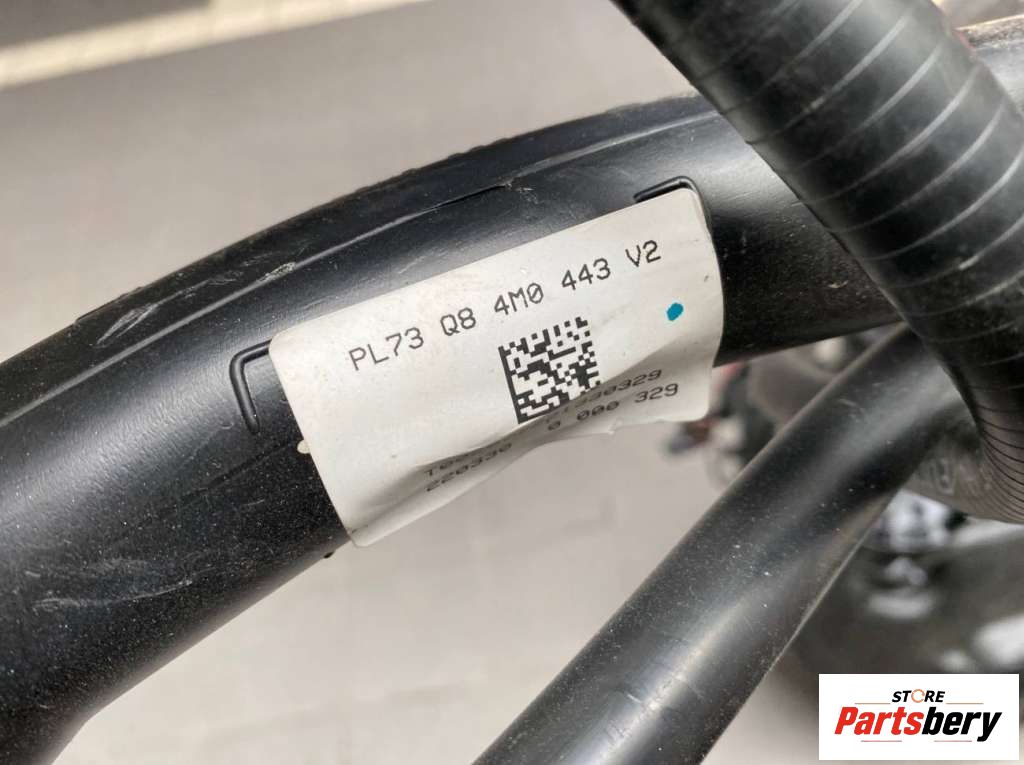 PL73 Q8 4M0 443 V2
0 000 329
STORE
Partsbery